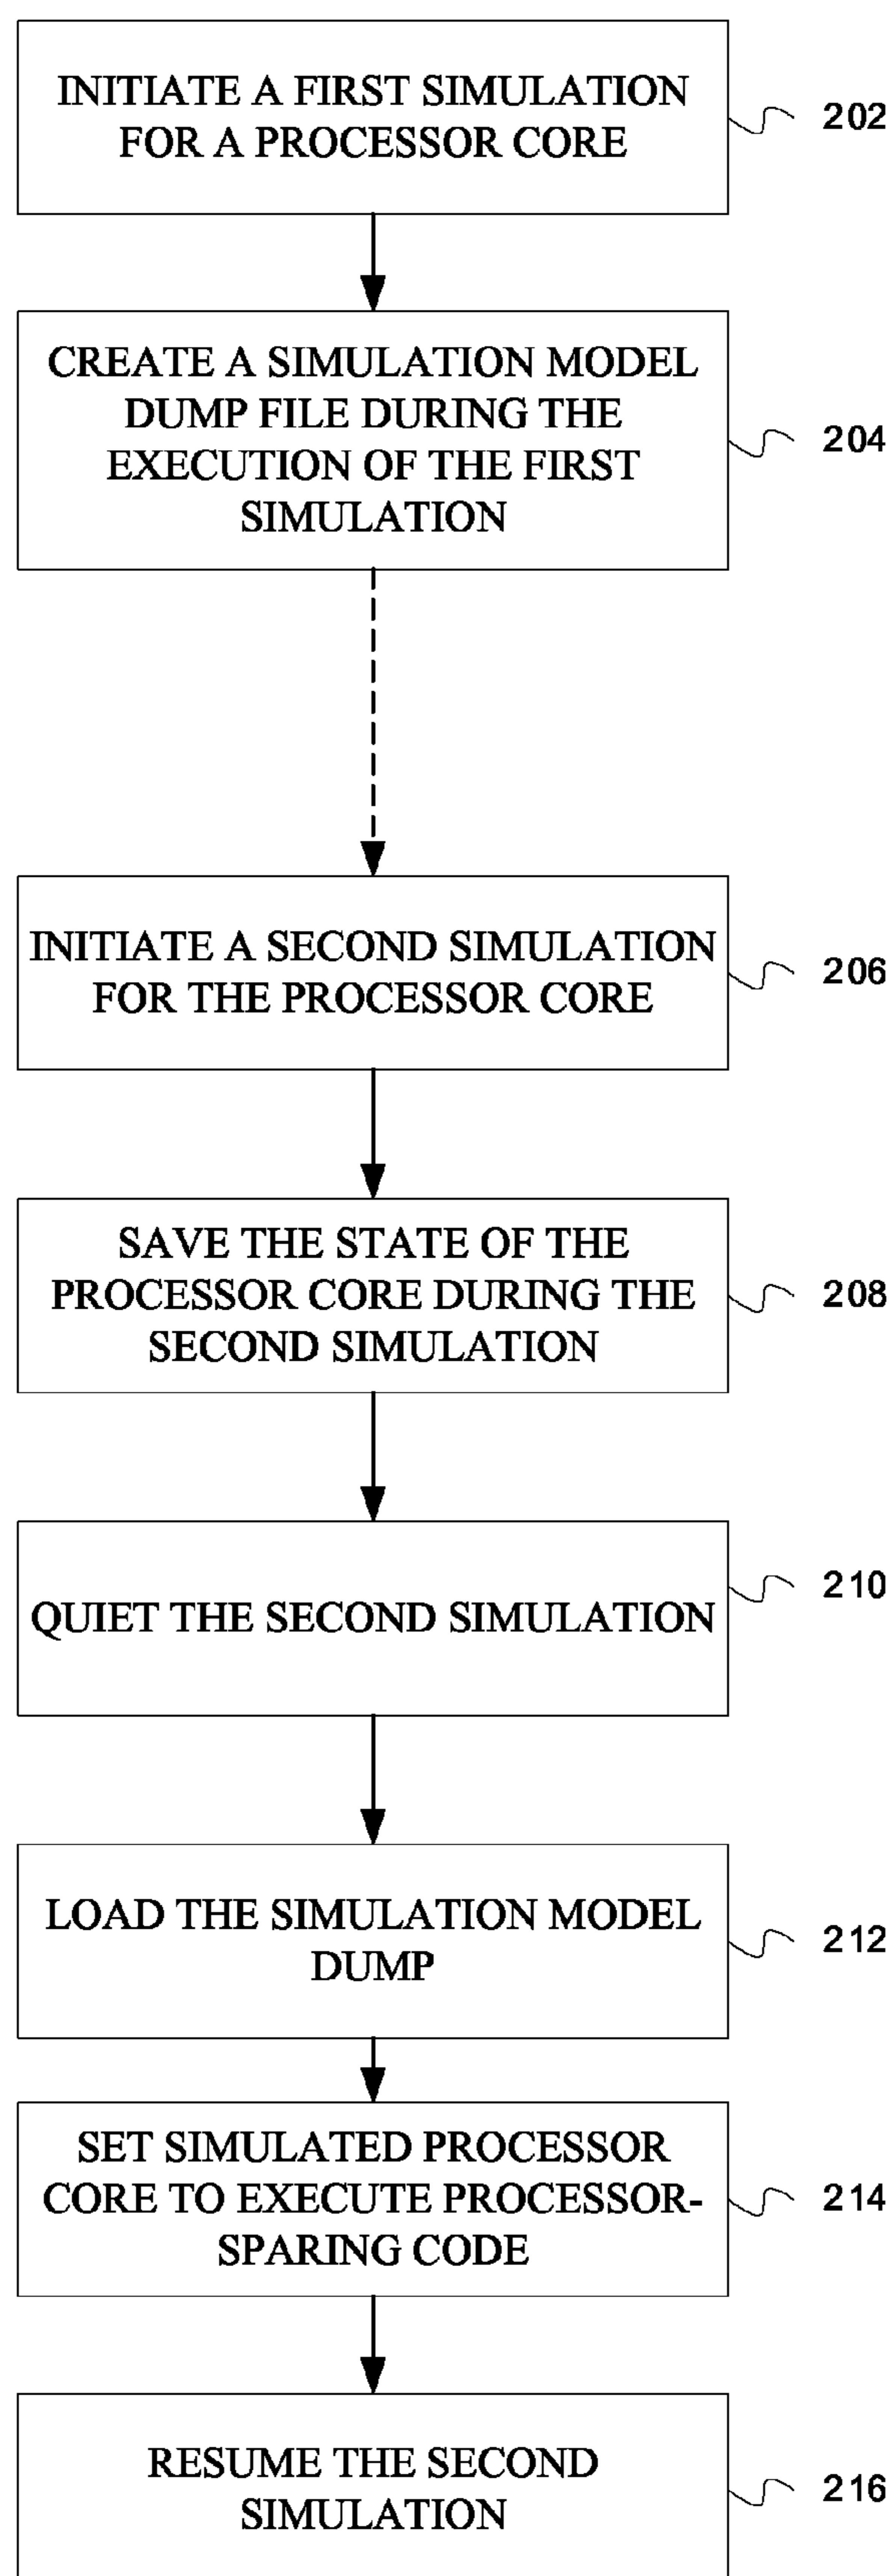 INITIATE A FIRST SIMULATION
FOR A PROCESSOR CORE
202
CREATE A SIMULATION MODEL
DUMP FILE DURING THE
EXECUTION OF THE FIRST
SIMULATION
204
INITIATE A SECOND SIMULATION
FOR THE PROCESSOR CORE
206
SAVE THE STATE OF THE
PROCESSOR CORE DURING THE
SECOND SIMULATION
208
QUIET THE SECOND SIMULATION
210
LOAD THE SIMULATION MODEL
DUMP
212
SET SIMULATED PROCESSOR
CORE TO EXECUTE PROCESSOR-
SPARING CODE
214
RESUME THE SECOND
SIMULATION
216